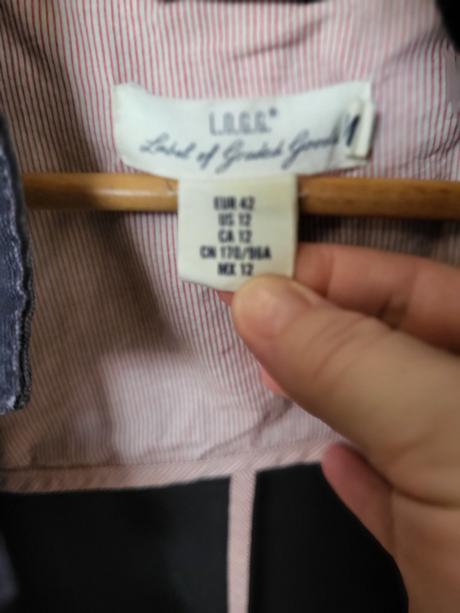 L.O.G.G.®
Label of Graded Goods
EUR 42
US 12
CA 12
CN 170/96A
MX 12